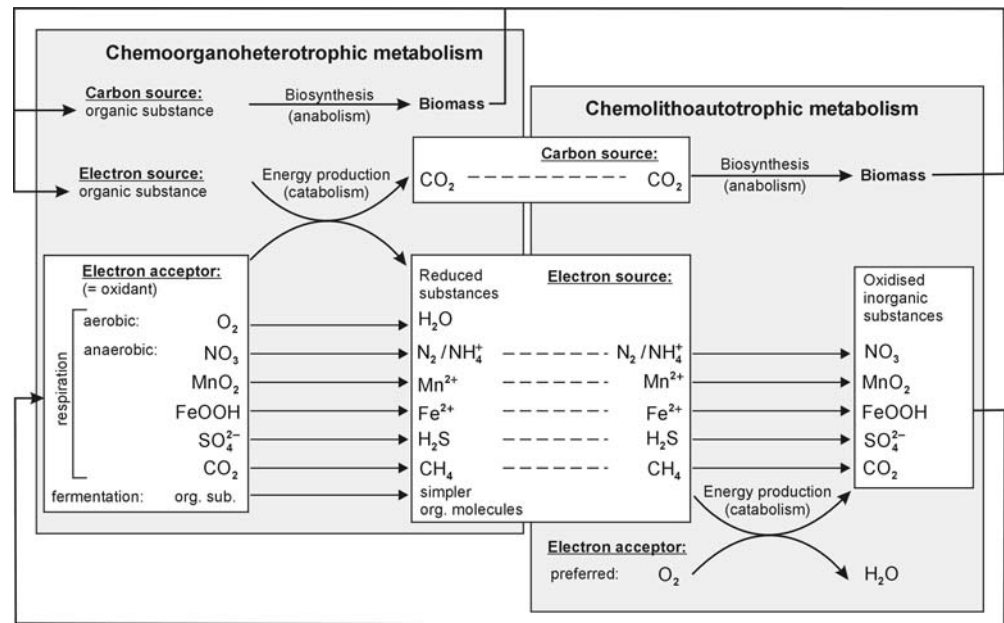 Chemoorganoheterotrophic metabolism
Carbon source:
organic substance
Biosynthesis
(anabolism)
Biomass
Electron source:
organic substance
Energy production
(catabolism)
Chemolithoautotrophic metabolism
Carbon source:
CO₂ CO₂
Biosynthesis
(anabolism)
Biomass
Electron acceptor:
(= oxidant)
respiration
aerobic: O₂
anaerobic: NO₃
MnO₂
FeOOH
SO₄²⁻
CO₂
fermentation: org. sub.
Reduced
substances
Electron source:
H₂O
N₂/NH₄⁺ N₂/NH₄⁺
Mn²⁺ Mn²⁺
Fe²⁺ Fe²⁺
H₂S H₂S
CH₄ CH₄
simpler
org. molecules
Oxidised
inorganic
substances
NO₃
MnO₂
FeOOH
SO₄²⁻
CO₂
Energy production
(catabolism)
Electron acceptor:
preferred: O₂
H₂O